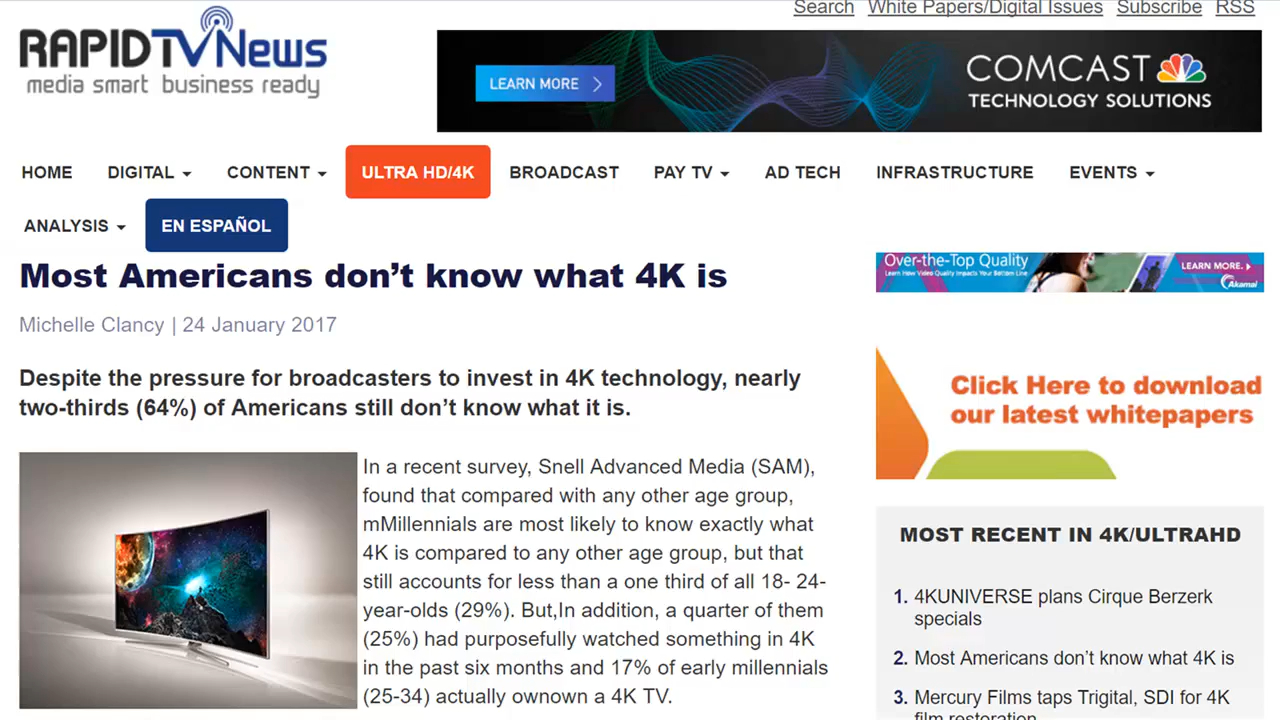 Search White Papers/Digital Issues Subscribe RSS
RAPIDTVNEWS
media smart business ready
LEARN MORE
COMCAST
TECHNOLOGY SOLUTIONS
HOME DIGITAL CONTENT ULTRA HD/4K BROADCAST PAY TV AD TECH INFRASTRUCTURE EVENTS
ANALYSIS EN ESPAÑOL
Most Americans don't know what 4K is
Michelle Clancy | 24 January 2017
Despite the pressure for broadcasters to invest in 4K technology, nearly
two-thirds (64%) of Americans still don't know what it is.
In a recent survey, Snell Advanced Media (SAM),
found that compared with any other age group,
mMillennials are most likely to know exactly what
4K is compared to any other age group, but that
still accounts for less than a one third of all 18- 24-
year-olds (29%). But,In addition, a quarter of them
(25%) had purposefully watched something in 4K
in the past six months and 17% of early millennials
(25-34) actually ownown a 4K TV.
Over-the-Top Quality
Learn How Video Quality Impacts Your Bottom Line
LEARN MORE.
Akamai
Click Here to download
our latest whitepapers
MOST RECENT IN 4K/ULTRAHD
1. 4KUNIVERSE plans Cirque Berzerk
specials
2. Most Americans don't know what 4K is
3. Mercury Films taps Trigital, SDI for 4K
film restoration